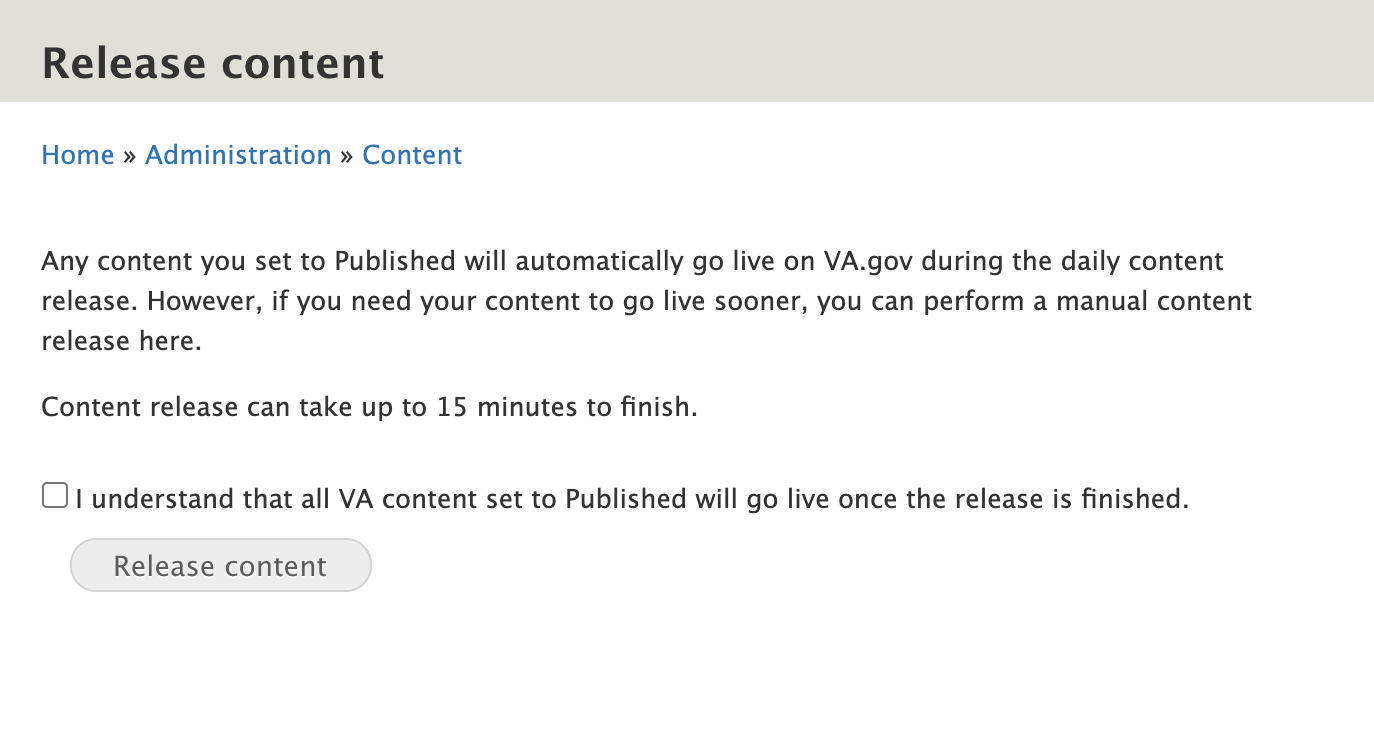 Release content
Home » Administration » Content
Any content you set to Published will automatically go live on VA.gov during the daily content
release. However, if you need your content to go live sooner, you can perform a manual content
release here.
Content release can take up to 15 minutes to finish.
I understand that all VA content set to Published will go live once the release is finished.
Release content